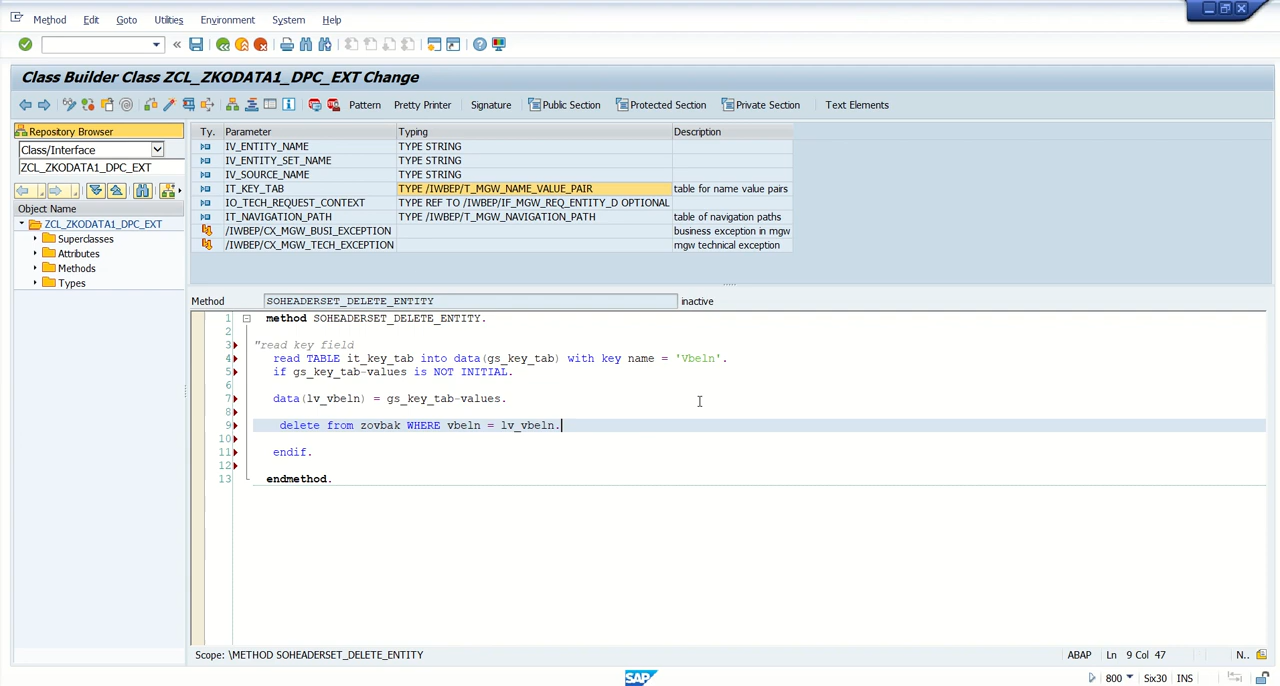 Method Edit Goto Utilities Environment System Help
Class Builder Class ZCL_ZKODATA1_DPC_EXT Change
Pattern Pretty Printer Signature Public Section Protected Section Private Section Text Elements
Repository Browser
Class/Interface
ZCL_ZKODATA1_DPC_EXT
Object Name
ZCL_ZKODATA1_DPC_EXT
Superclasses
Attributes
Methods
Types
Ty. Parameter Typing Description
IV_ENTITY_NAME TYPE STRING
IV_ENTITY_SET_NAME TYPE STRING
IV_SOURCE_NAME TYPE STRING
IT_KEY_TAB TYPE /IWBEP/T_MGW_NAME_VALUE_PAIR table for name value pairs
IO_TECH_REQUEST_CONTEXT TYPE REF TO /IWBEP/IF_MGW_REQ_ENTITY_D OPTIONAL
IT_NAVIGATION_PATH TYPE /IWBEP/T_MGW_NAVIGATION_PATH table of navigation paths
/IWBEP/CX_MGW_BUSI_EXCEPTION business exception in mgw
/IWBEP/CX_MGW_TECH_EXCEPTION mgw technical exception
Method SOHEADERSET_DELETE_ENTITY inactive
1 method SOHEADERSET_DELETE_ENTITY.
2
3 "read key field
4 read TABLE it_key_tab into data(gs_key_tab) with key name = 'Vbeln'.
5 if gs_key_tab-values is NOT INITIAL.
6
7 data(lv_vbeln) = gs_key_tab-values.
8
9 delete from zovbak WHERE vbeln = lv_vbeln.
10
11 endif.
12
13 endmethod.
Scope: \METHOD SOHEADERSET_DELETE_ENTITY ABAP Ln 9 Col 47 N..
SAP 800 Six30 INS